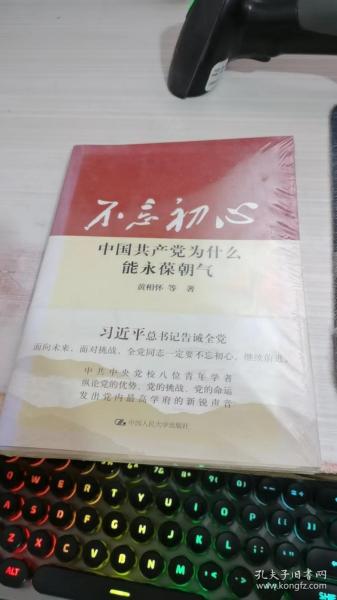 不忘初心
中国共产党为什么
能永葆朝气
黄相怀 等 著
习近平总书记告诫全党
面向未来，面对挑战，全党同志一定要不忘初心、继续前进。
中共中央党校八位青年学者
纵论党的优势、党的挑战、党的命运
发出党内最高学府的新锐声音
中国人民大学出版社
Q W E R T Y U I O P
A S D F G H J K L
ALT Z X C V B N M
孔夫子旧书网
kongfz.com